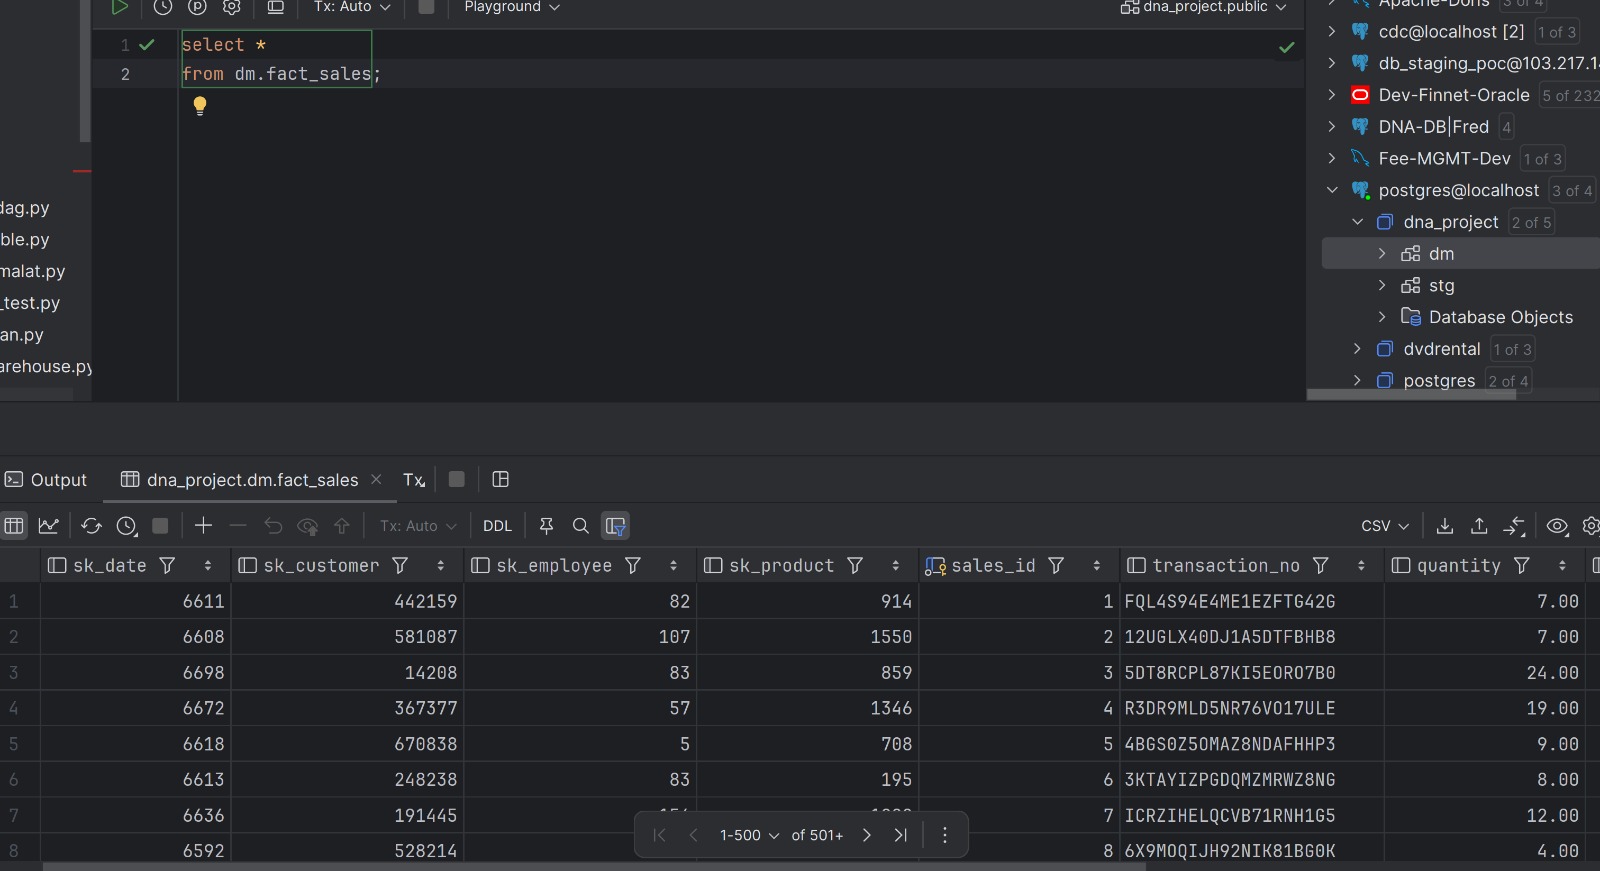 Tx: Auto
Playground
dna_project.public
1 select *
2 from dm.fact_sales;
dag.py
ble.py
malat.py
_test.py
an.py
arehouse.py
Apache-Doris 3 of 4
cdc@localhost [2] 1 of 3
db_staging_poc@103.217.14
Dev-Finnet-Oracle 5 of 232
DNA-DB|Fred 4
Fee-MGMT-Dev 1 of 3
postgres@localhost 3 of 4
dna_project 2 of 5
dm
stg
Database Objects
dvdrental 1 of 3
postgres 2 of 4
Output dna_project.dm.fact_sales Tx
Tx: Auto DDL CSV
sk_date sk_customer sk_employee sk_product sales_id transaction_no quantity
1 6611 442159 82 914 1 FQL4S94E4ME1EZFTG42G 7.00
2 6608 581087 107 1550 2 12UGLX40DJ1A5DTFBHB8 7.00
3 6698 14208 83 859 3 5DT8RCPL87KI5EORO7B0 24.00
4 6672 367377 57 1346 4 R3DR9MLD5NR76VO17ULE 19.00
5 6618 670838 5 708 5 4BGS0Z5OMAZ8NDAFHHP3 9.00
6 6613 248238 83 195 6 3KTAYIZPGDQMZMRWZ8NG 8.00
7 6636 191445 7 ICRZIHELQCVB71RNH1G5 12.00
8 6592 528214 8 6X9MOQIJH92NIK81BG0K 4.00
1-500 of 501+